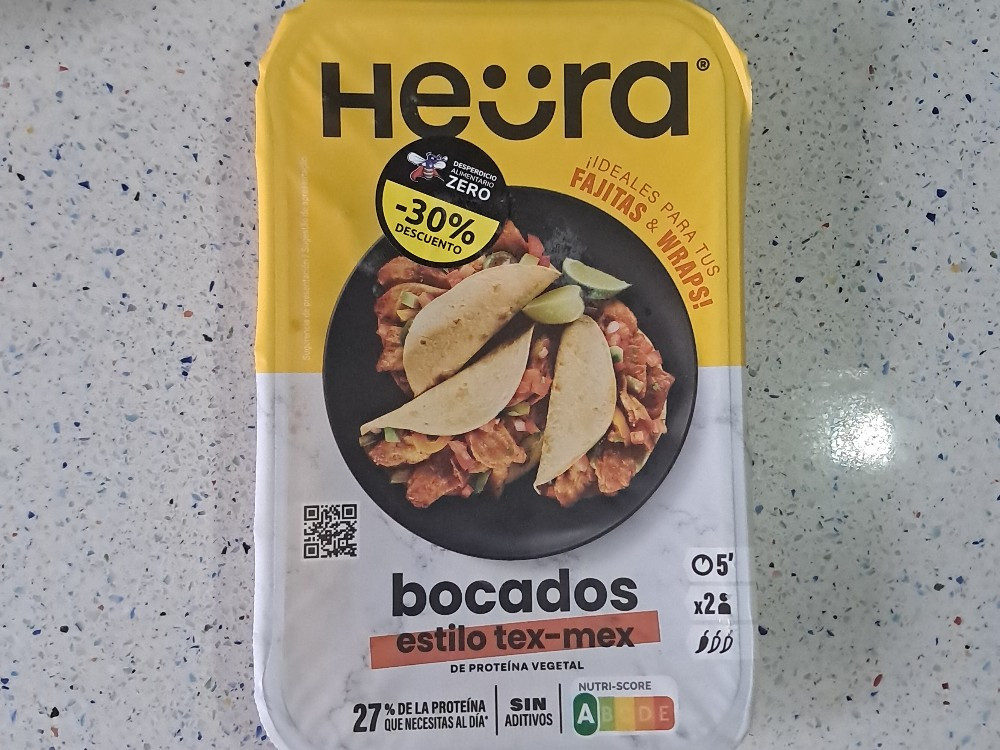 Heüra®
DESPERDICIO
ALIMENTARIO
ZERO
-30%
DESCUENTO
¡IDEALES PARA TUS
FAJITAS & WRAPS!
5'
x2
bocados
estilo tex-mex
DE PROTEÍNA VEGETAL
27% DE LA PROTEÍNA
QUE NECESITAS AL DÍA*
SIN
ADITIVOS
NUTRI-SCORE
A B C D E